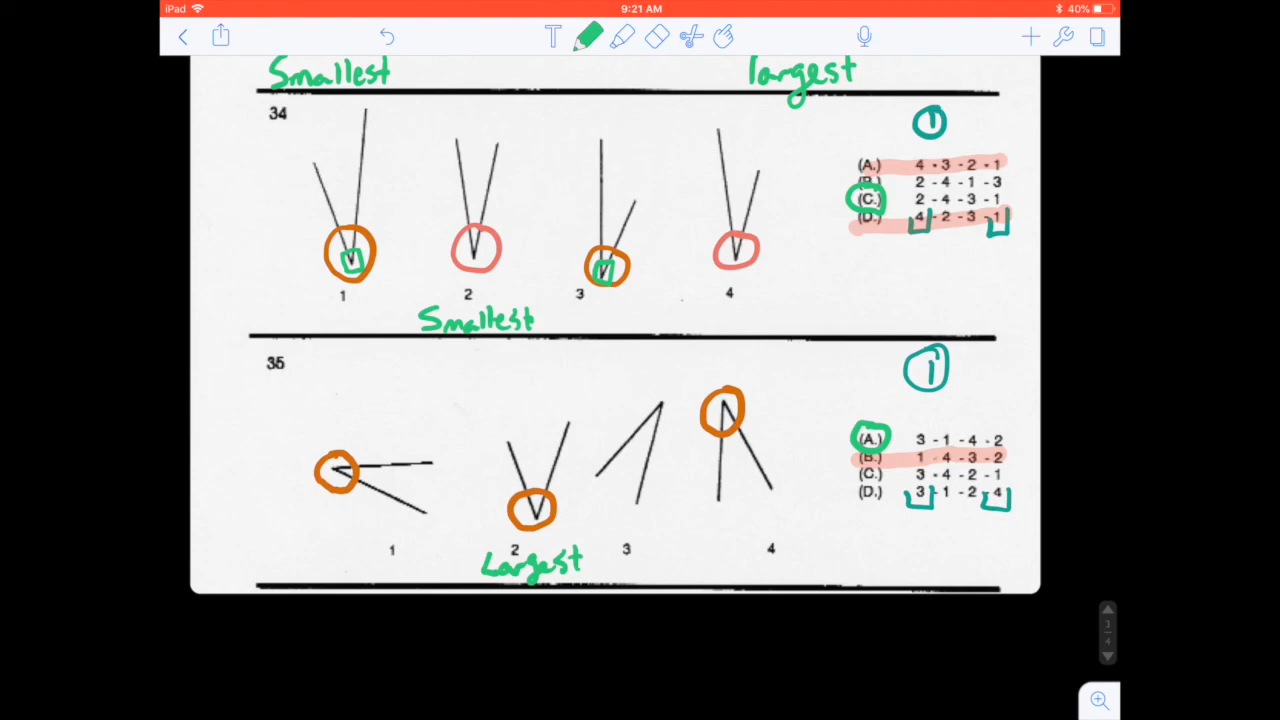 iPad 9:21 AM 40%
T
Smallest largest
34
1
(A.) 4 - 3 - 2 - 1
(B.) 2 - 4 - 1 - 3
(C.) 2 - 4 - 3 - 1
(D.) 4 - 2 - 3 - 1
1 2 3 4
Smallest
35
1
(A.) 3 - 1 - 4 - 2
(B.) 1 - 4 - 3 - 2
(C.) 3 - 4 - 2 - 1
(D.) 3 - 1 - 2 - 4
1 2 3 4
Largest
3
4